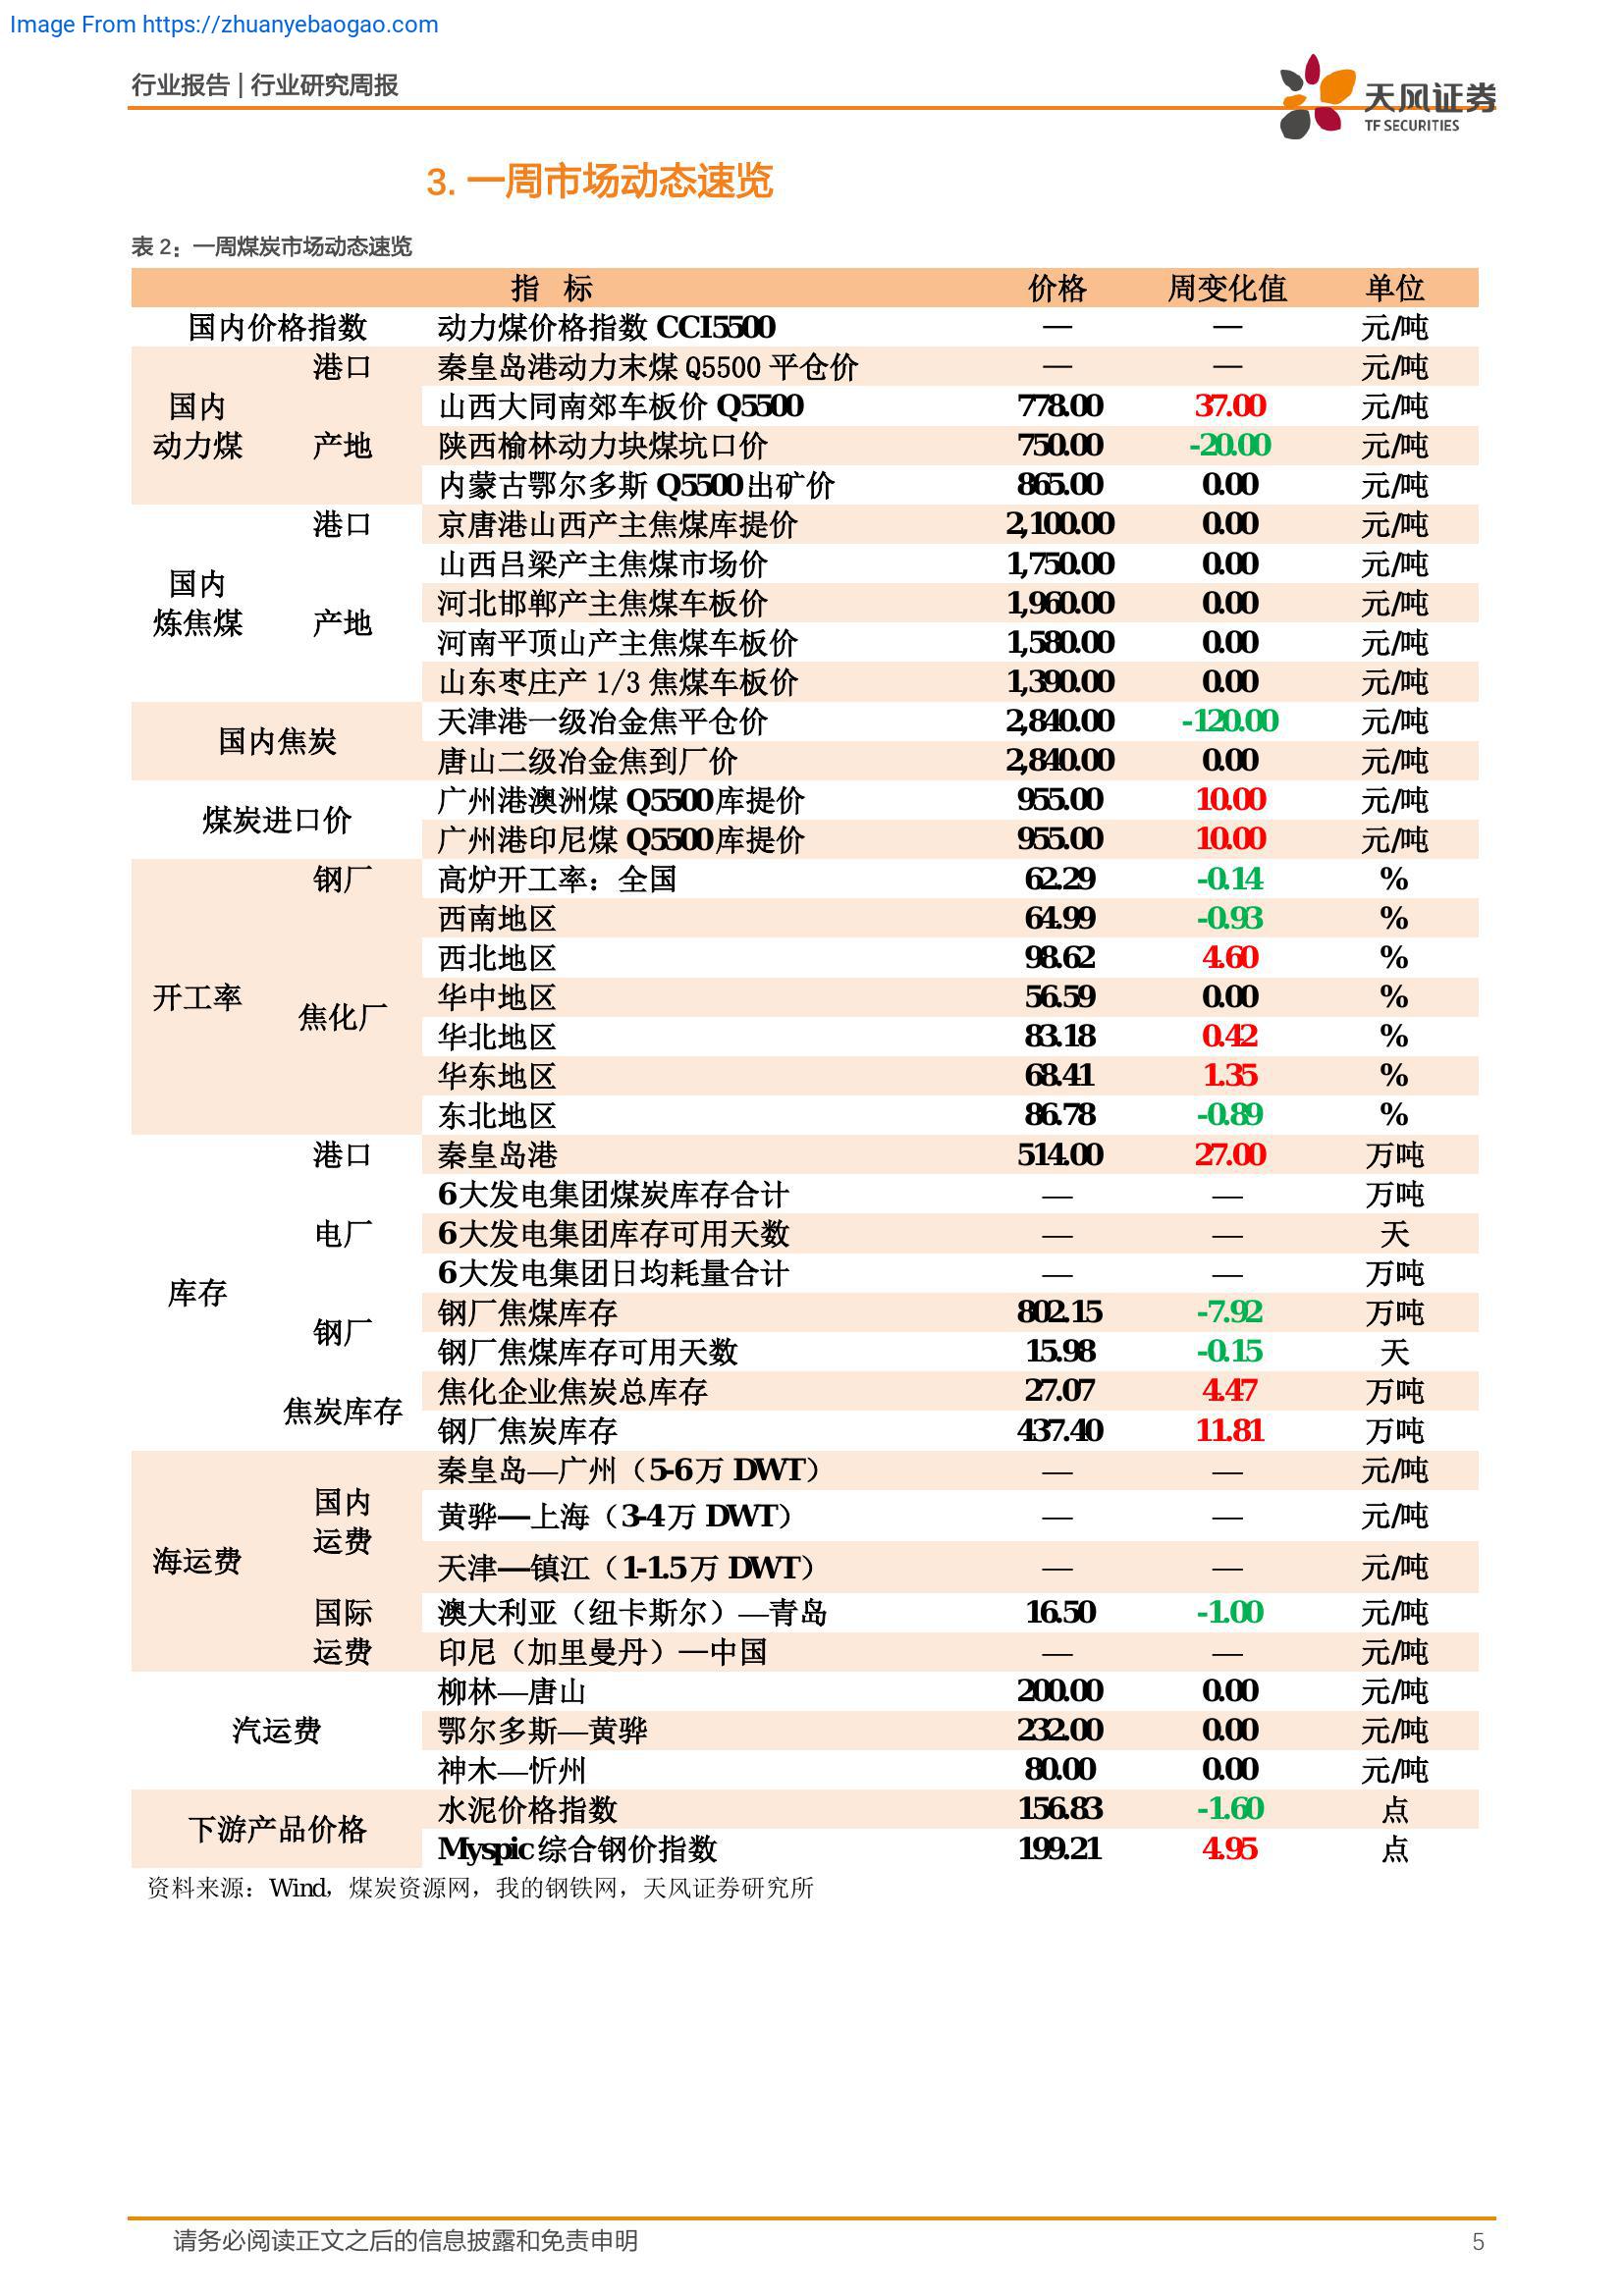 Image From https://zhuanyebaogao.com
行业报告 | 行业研究周报
天风证券
TF SECURITIES
3. 一周市场动态速览
表 2：一周煤炭市场动态速览
指 标 价格 周变化值 单位
国内价格指数 动力煤价格指数 CCI5500 — — 元/吨
港口 秦皇岛港动力末煤 Q5500 平仓价 — — 元/吨
国内 山西大同南郊车板价 Q5500 778.00 37.00 元/吨
动力煤 产地 陕西榆林动力块煤坑口价 750.00 -20.00 元/吨
内蒙古鄂尔多斯 Q5500 出矿价 865.00 0.00 元/吨
港口 京唐港山西产主焦煤库提价 2,100.00 0.00 元/吨
山西吕梁产主焦煤市场价 1,750.00 0.00 元/吨
国内
河北邯郸产主焦煤车板价 1,960.00 0.00 元/吨
炼焦煤 产地
河南平顶山产主焦煤车板价 1,580.00 0.00 元/吨
山东枣庄产 1/3 焦煤车板价 1,390.00 0.00 元/吨
天津港一级冶金焦平仓价 2,840.00 -120.00 元/吨
国内焦炭
唐山二级冶金焦到厂价 2,840.00 0.00 元/吨
广州港澳洲煤 Q5500 库提价 955.00 10.00 元/吨
煤炭进口价
广州港印尼煤 Q5500 库提价 955.00 10.00 元/吨
钢厂 高炉开工率：全国 62.29 -0.14 %
西南地区 64.99 -0.93 %
西北地区 98.62 4.60 %
开工率 华中地区 56.59 0.00 %
焦化厂
华北地区 83.18 0.42 %
华东地区 68.41 1.35 %
东北地区 86.78 -0.89 %
港口 秦皇岛港 514.00 27.00 万吨
6大发电集团煤炭库存合计 — — 万吨
电厂 6大发电集团库存可用天数 — — 天
6大发电集团日均耗量合计 — — 万吨
库存
钢厂焦煤库存 802.15 -7.92 万吨
钢厂
钢厂焦煤库存可用天数 15.98 -0.15 天
焦化企业焦炭总库存 27.07 4.47 万吨
焦炭库存
钢厂焦炭库存 437.40 11.81 万吨
秦皇岛—广州（5-6万 DWT） — — 元/吨
国内
黄骅—上海（3-4万 DWT） — — 元/吨
运费
海运费
天津—镇江（1-1.5万 DWT） — — 元/吨
国际 澳大利亚（纽卡斯尔）—青岛 16.50 -1.00 元/吨
运费 印尼（加里曼丹）—中国 — — 元/吨
柳林—唐山 200.00 0.00 元/吨
汽运费 鄂尔多斯—黄骅 232.00 0.00 元/吨
神木—忻州 80.00 0.00 元/吨
水泥价格指数 156.83 -1.60 点
下游产品价格
Myspic 综合钢价指数 199.21 4.95 点
资料来源：Wind，煤炭资源网，我的钢铁网，天风证券研究所
请务必阅读正文之后的信息披露和免责申明 5